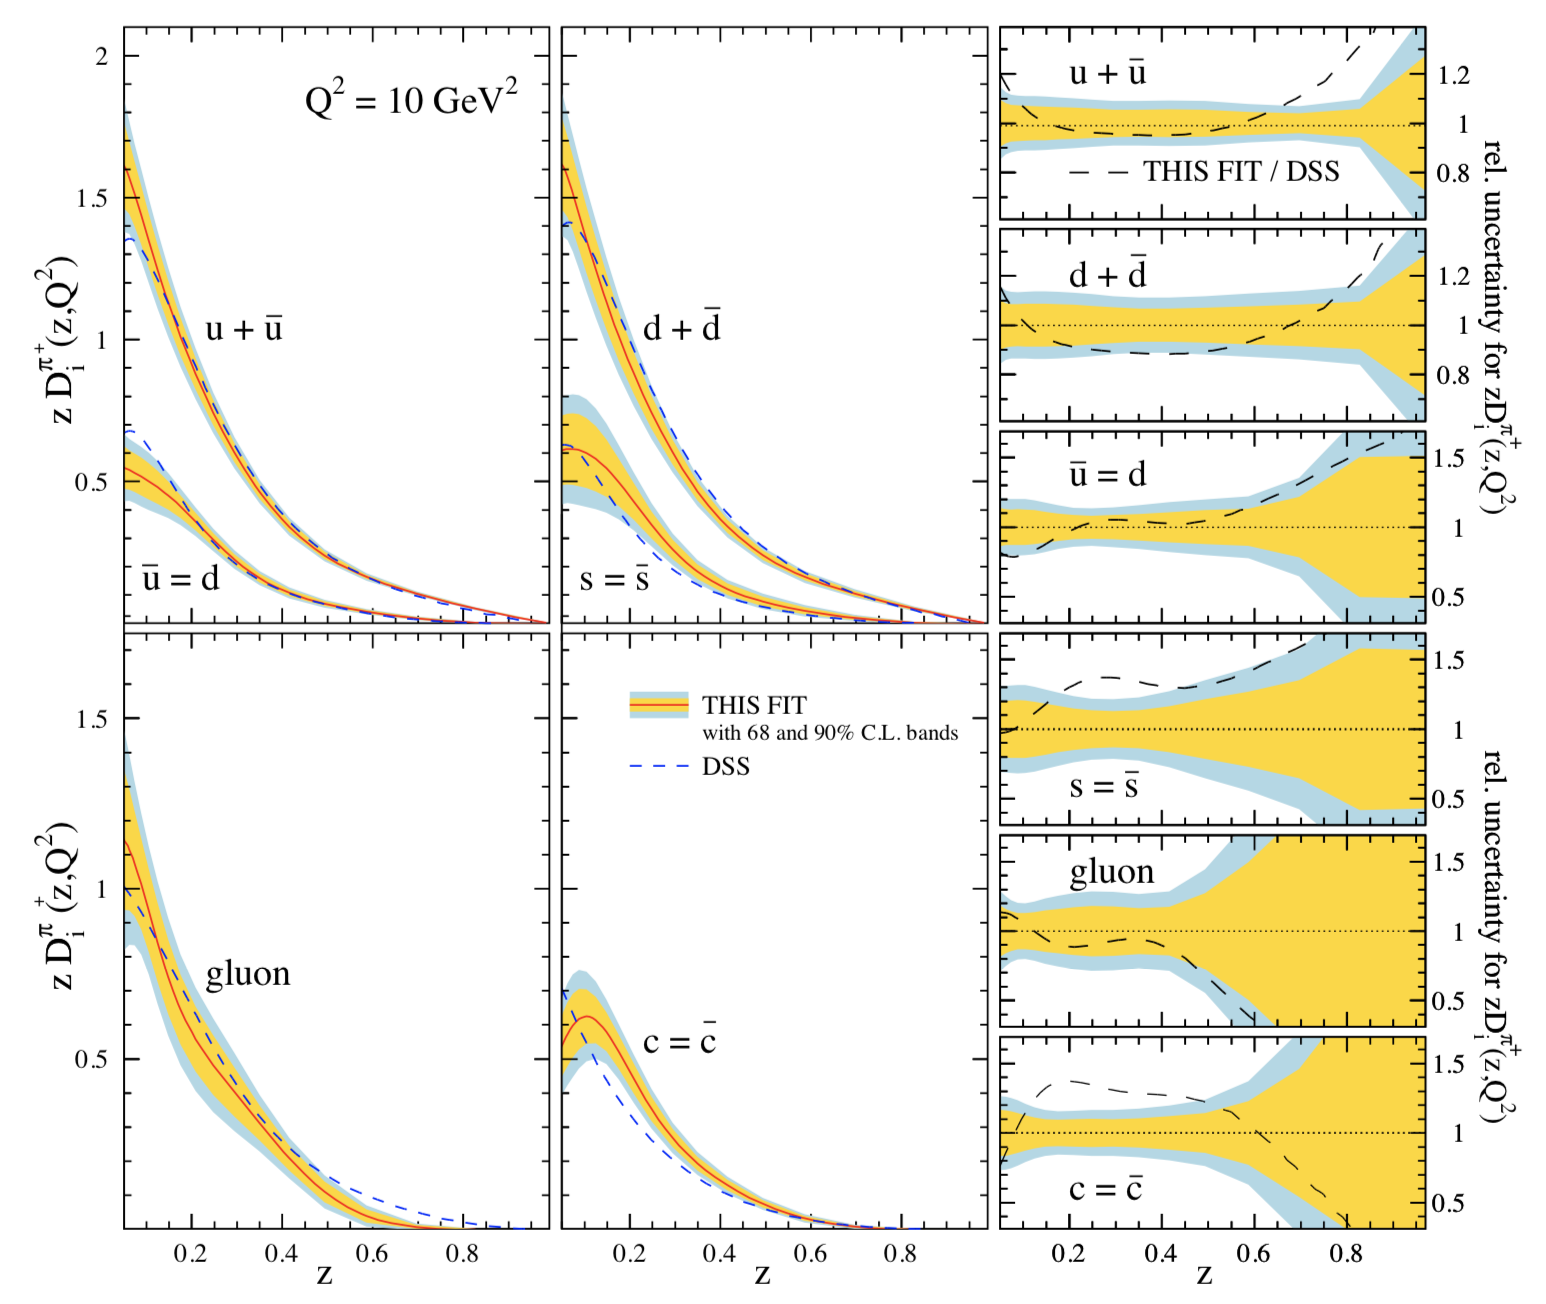 Q² = 10 GeV²
2
1.5
1
0.5
z D_i^{π⁺}(z,Q²)
u + ū
ū = d
d + d̄
s = s̄
u + ū
THIS FIT / DSS
1.2
1
0.8
d + d̄
1.2
1
0.8
ū = d
1.5
1
0.5
rel. uncertainty for zD_i^{π⁺}(z,Q²)
1.5
1
0.5
z D_i^{π⁺}(z,Q²)
gluon
0.2 0.4 0.6 0.8
z
THIS FIT
with 68 and 90% C.L. bands
DSS
c = c̄
0.2 0.4 0.6 0.8
z
s = s̄
1.5
1
0.5
gluon
1.5
1
0.5
c = c̄
1.5
1
0.5
rel. uncertainty for zD_i^{π⁺}(z,Q²)
0.2 0.4 0.6 0.8
z